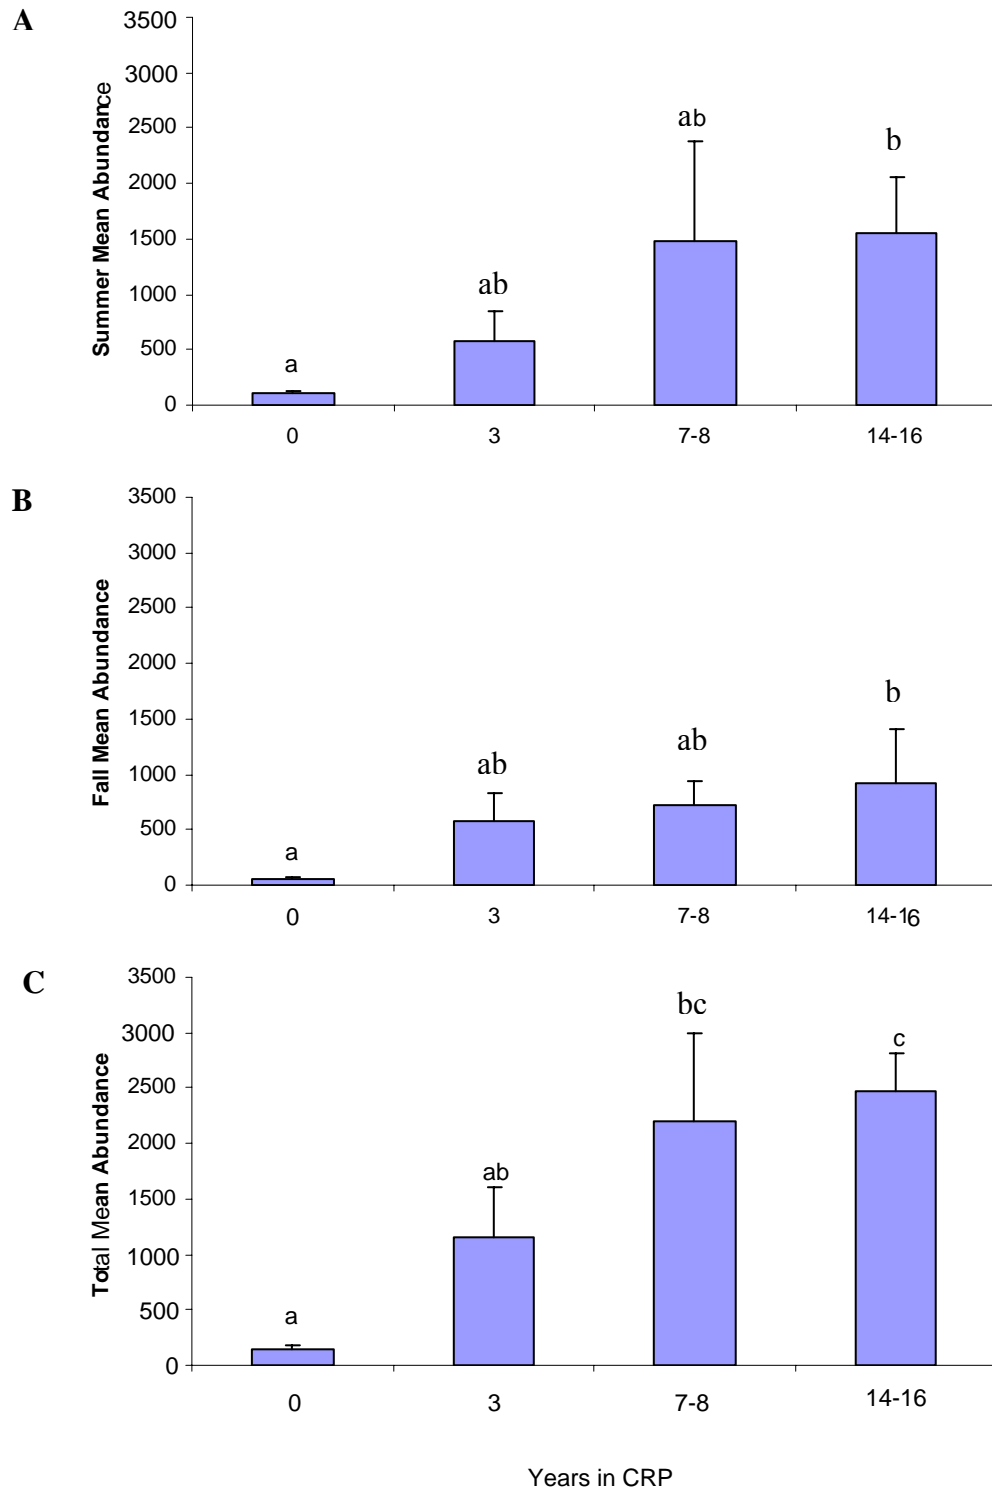 A
Summer Mean Abundance
3500
3000
2500
2000
1500
1000
500
0
a
ab
ab
b
0 3 7-8 14-16
B
Fall Mean Abundance
3500
3000
2500
2000
1500
1000
500
0
a
ab
ab
b
0 3 7-8 14-16
C
Total Mean Abundance
3500
3000
2500
2000
1500
1000
500
0
a
ab
bc
c
0 3 7-8 14-16
Years in CRP